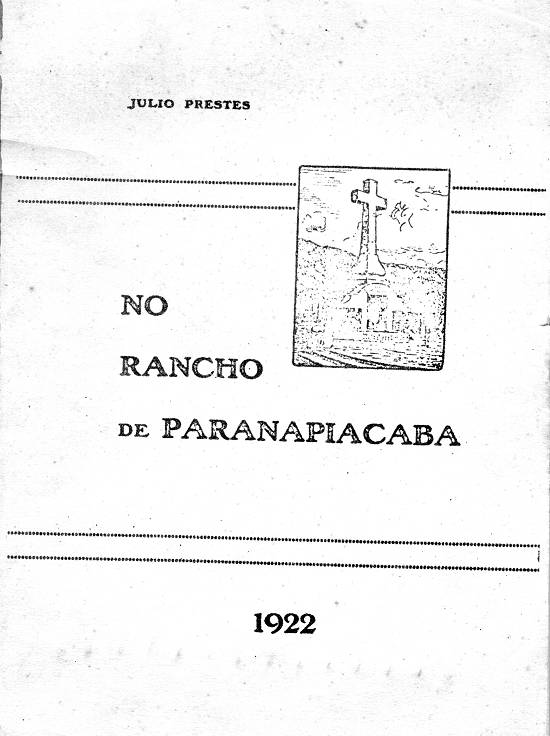 JULIO PRESTES
NO
RANCHO
DE PARANAPIACABA
1922